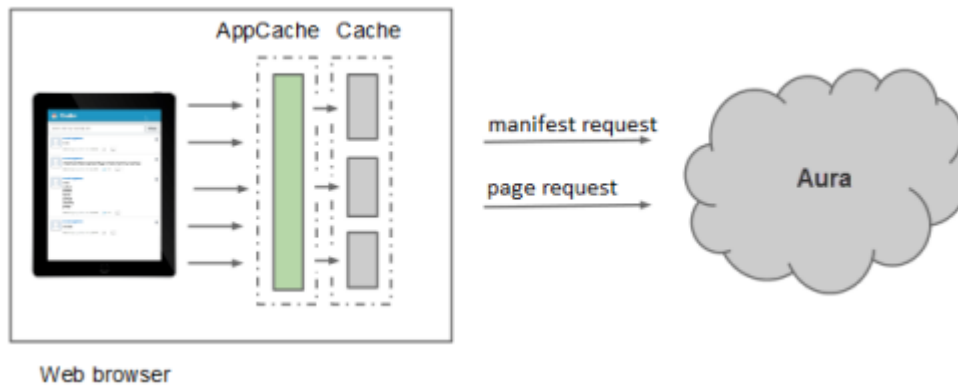 AppCache Cache
manifest request
page request
Aura
Web browser